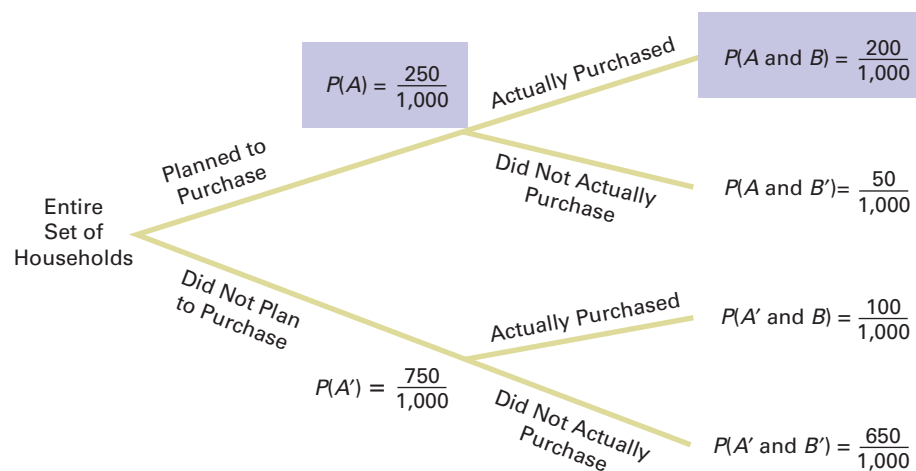 Entire
Set of
Households
Planned to
Purchase
P(A) = 250/1,000
Actually Purchased
P(A and B) = 200/1,000
Did Not Actually
Purchase
P(A and B′)= 50/1,000
Did Not Plan
to Purchase
P(A′) = 750/1,000
Actually Purchased
P(A′ and B) = 100/1,000
Did Not Actually
Purchase
P(A′ and B′) = 650/1,000